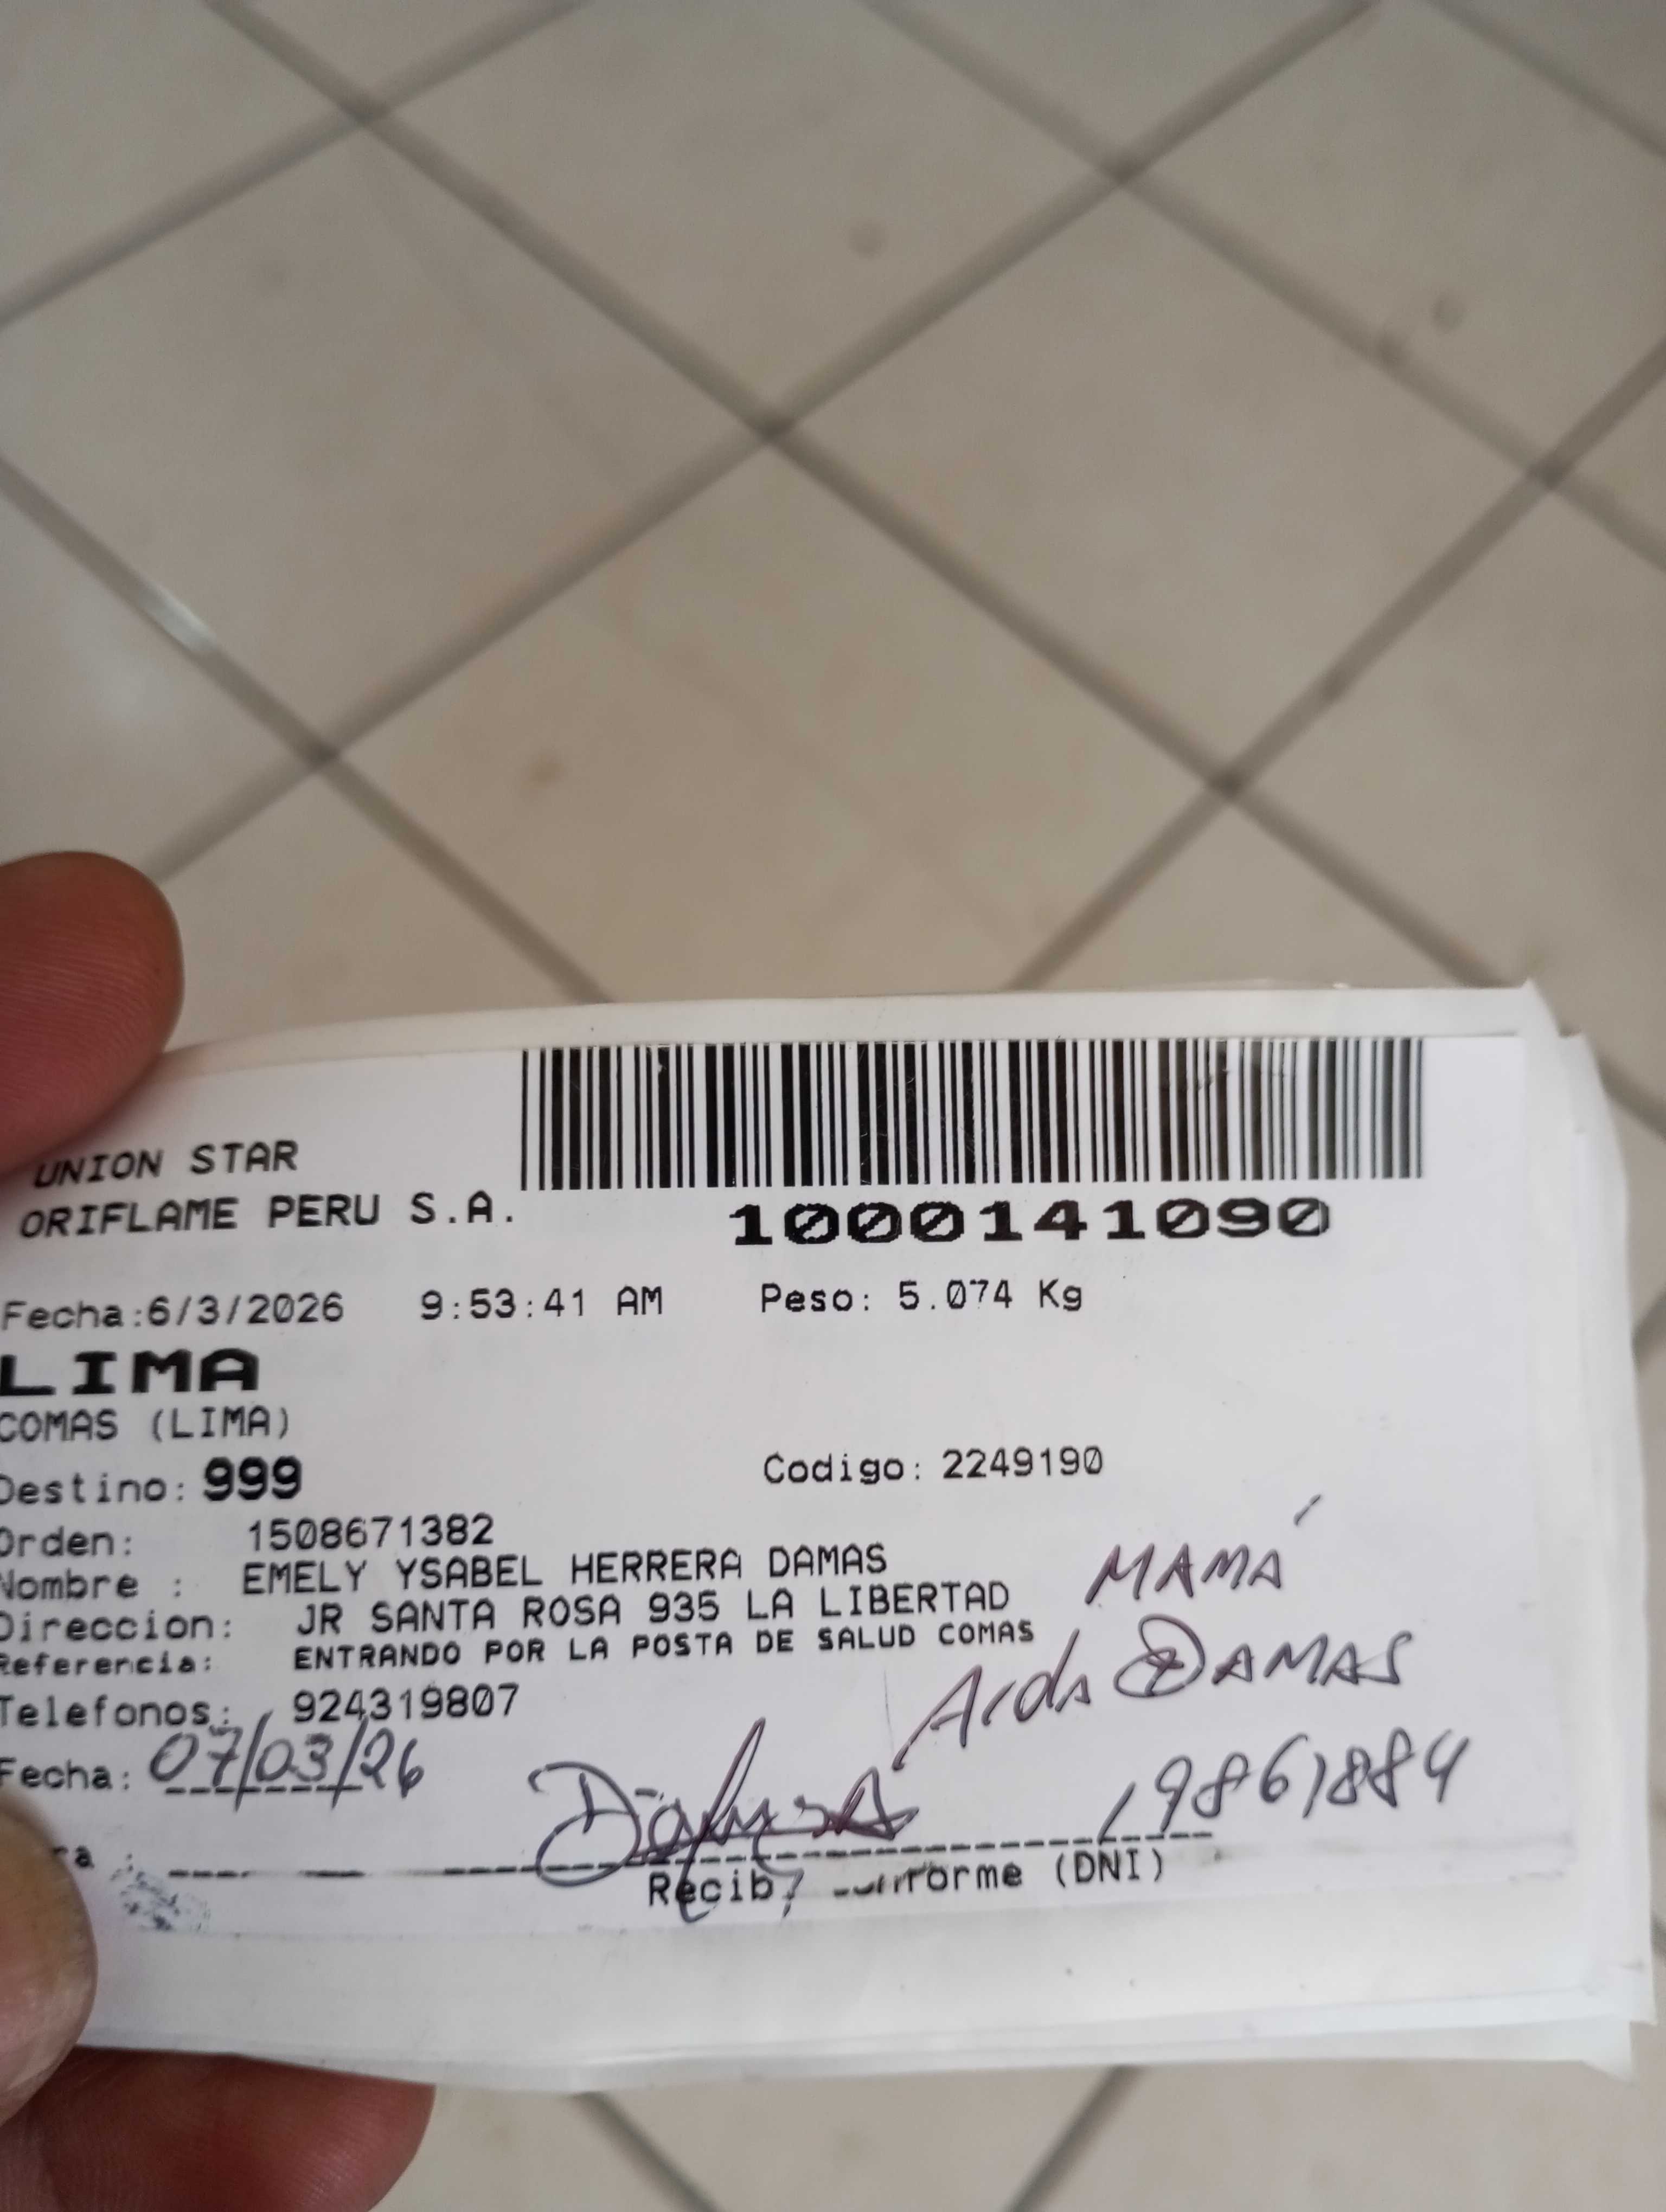 UNION STAR
ORIFLAME PERU S.A.
1000141090
Fecha:6/3/2026 9:53:41 AM Peso: 5.074 Kg
LIMA
COMAS (LIMA)
Destino: 999 Codigo: 2249190
Orden: 1508671382
Nombre : EMELY YSABEL HERRERA DAMAS
MAMÁ
Direccion: JR SANTA ROSA 935 LA LIBERTAD
Referencia: ENTRANDO POR LA POSTA DE SALUD COMAS
DAMAS
Telefonos: 924319807
Fecha: 07/03/26
(DNI)